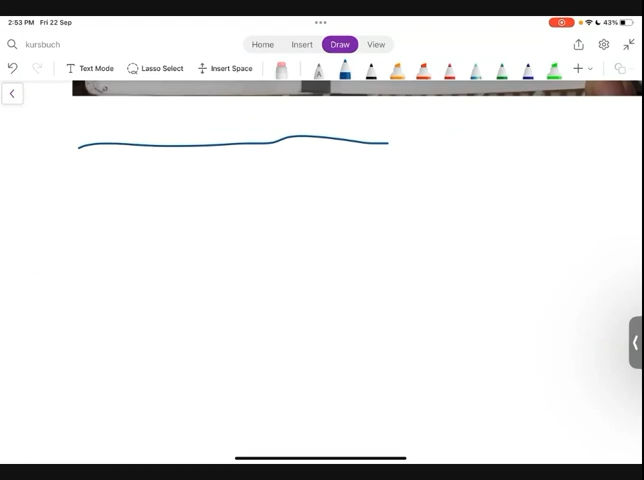 2:53 PM Fri 22 Sep
43%
kursbuch
Home Insert Draw View
Text Mode Lasso Select Insert Space
A